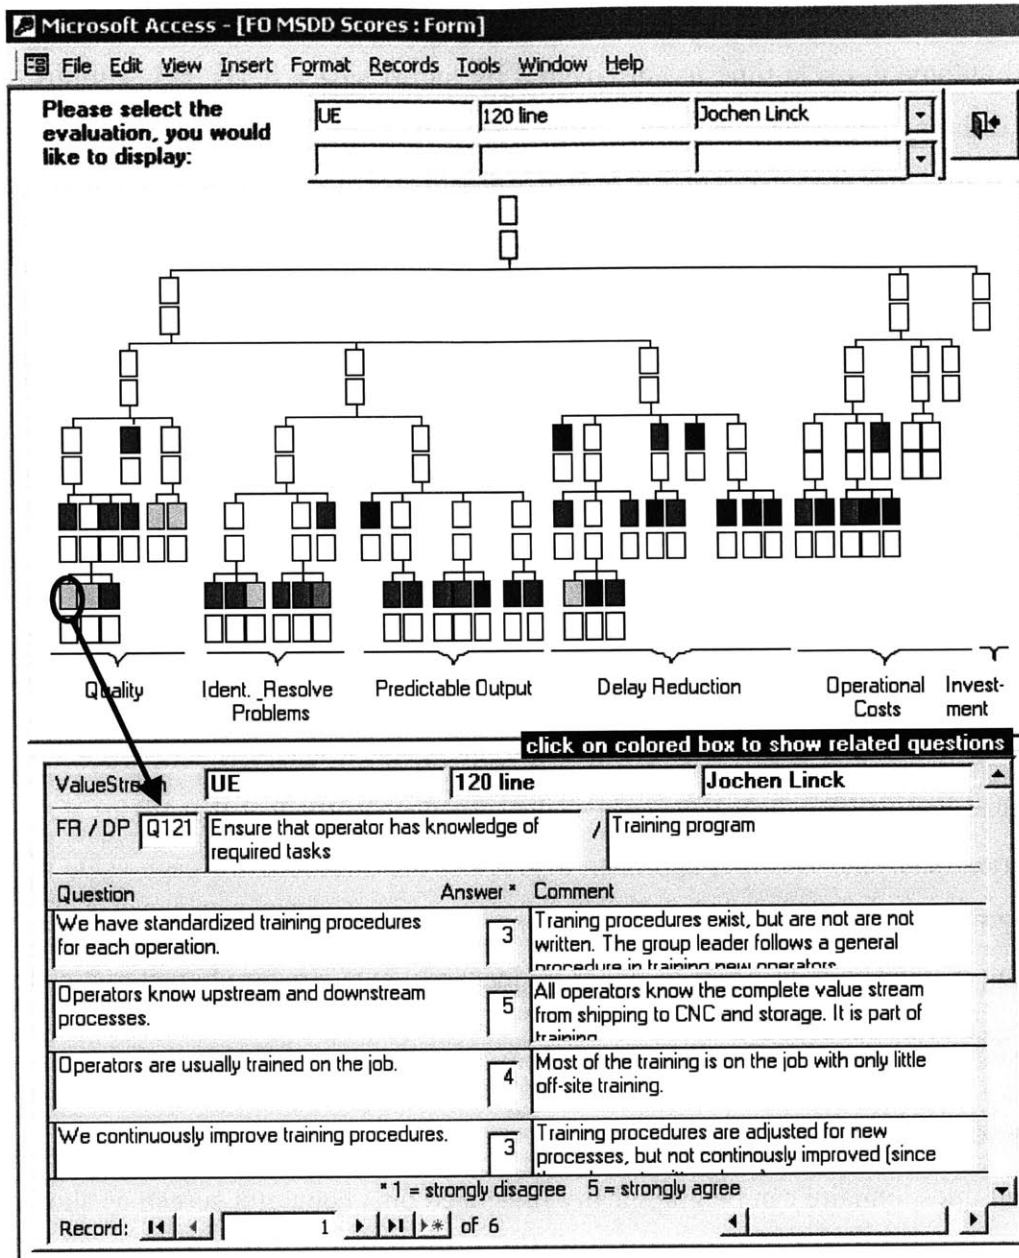 Microsoft Access - [FO MSDD Scores : Form]
File Edit View Insert Format Records Tools Window Help
Please select the
evaluation, you would
like to display:
UE 120 line Jochen Linck
Quality
Ident. _Resolve
Problems
Predictable Output
Delay Reduction
Operational
Costs
Invest-
ment
click on colored box to show related questions
UE 120 line Jochen Linck
FR / DP Q121 Ensure that operator has knowledge of
required tasks
/ Training program
Question Answer * Comment
We have standardized training procedures
for each operation.
3
Traning procedures exist, but are not are not
written. The group leader follows a general
procedure in training new operators
Operators know upstream and downstream
processes.
5
All operators know the complete value stream
from shipping to CNC and storage. It is part of
training
Operators are usually trained on the job.
4
Most of the training is on the job with only little
off-site training.
We continuously improve training procedures.
3
Training procedures are adjusted for new
processes, but not continously improved (since
* 1 = strongly disagree 5 = strongly agree
Record: 1 of 6